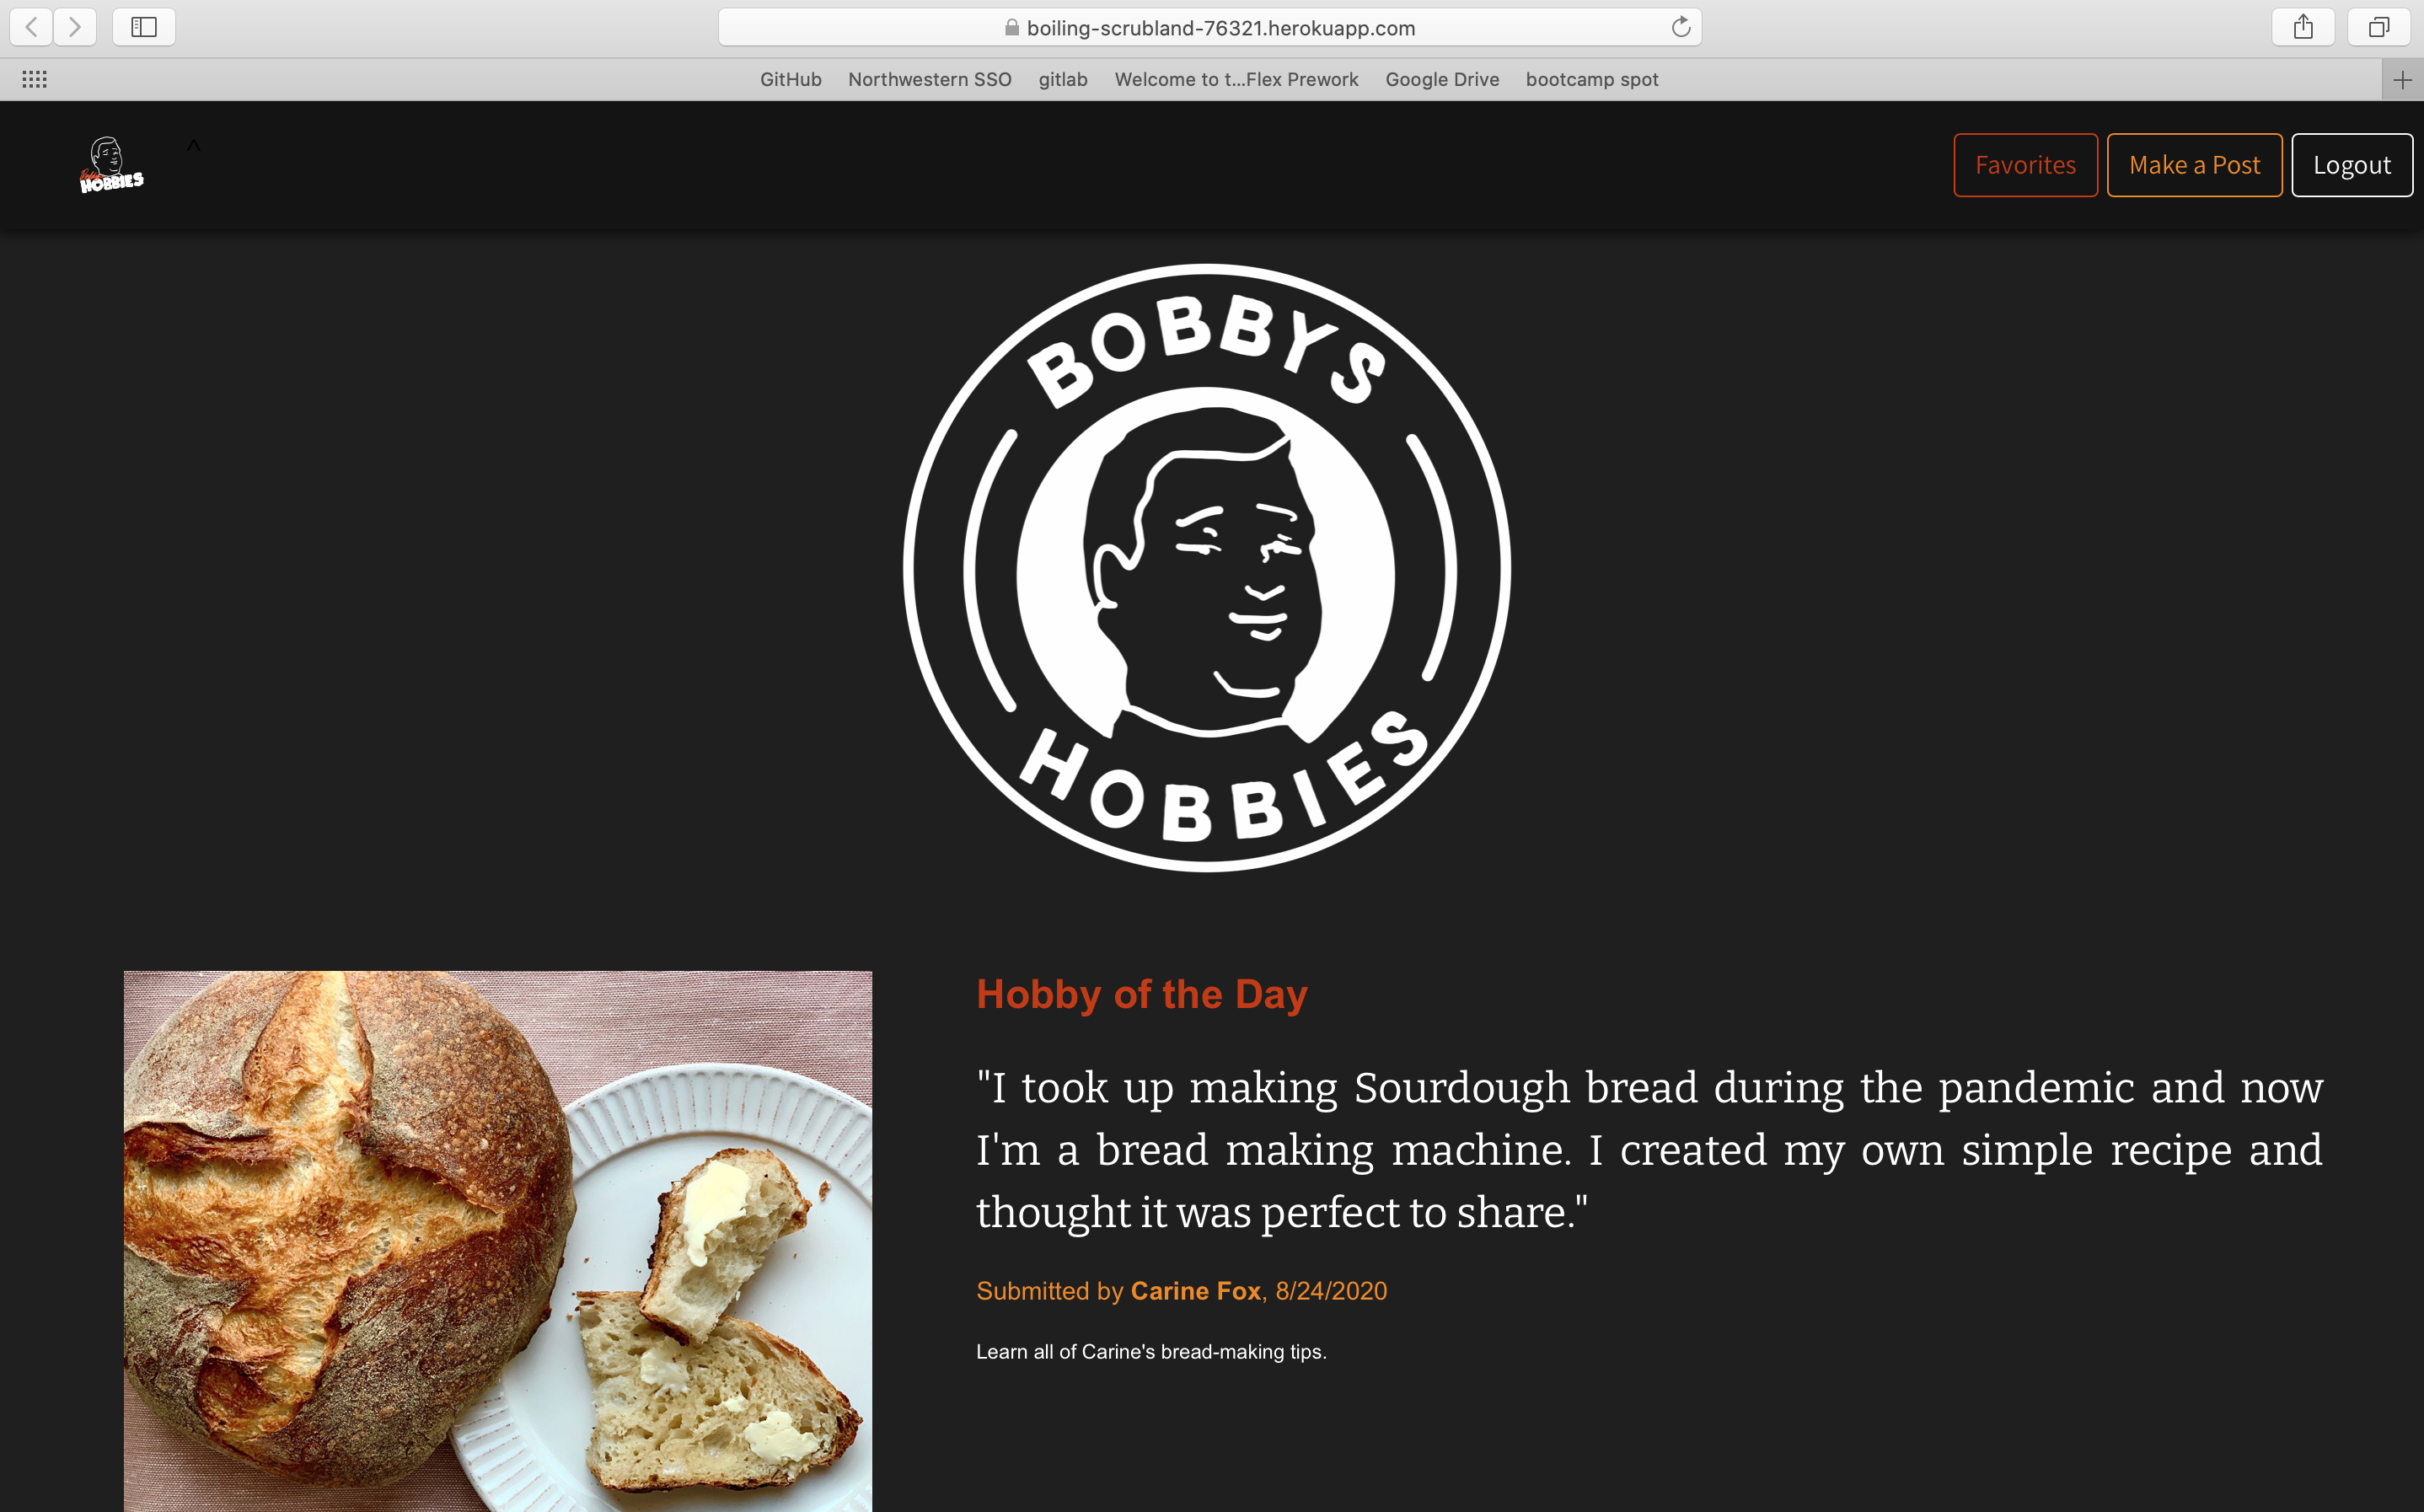 boiling-scrubland-76321.herokuapp.com
GitHub Northwestern SSO gitlab Welcome to t...Flex Prework Google Drive bootcamp spot
Bobbys HOBBIES
^
Favorites Make a Post Logout
BOBBYS
HOBBIES
Hobby of the Day
"I took up making Sourdough bread during the pandemic and now
I'm a bread making machine. I created my own simple recipe and
thought it was perfect to share."
Submitted by Carine Fox, 8/24/2020
Learn all of Carine's bread-making tips.